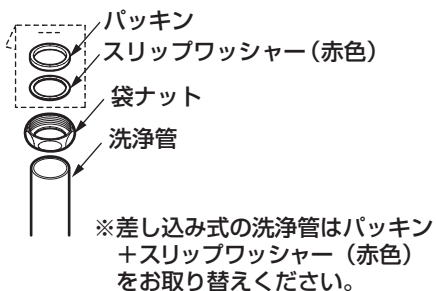 パッキン
スリップワッシャー（赤色）
袋ナット
洗浄管
※差し込み式の洗浄管はパッキン
＋スリップワッシャー（赤色）
をお取り替えください。